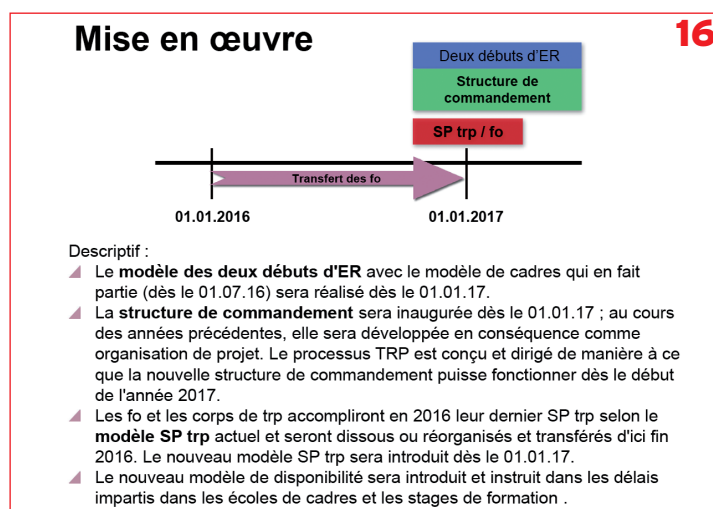 Mise en œuvre
16
Deux débuts d'ER
Structure de
commandement
SP trp / fo
Transfert des fo
01.01.2016
01.01.2017
Descriptif :
Le modèle des deux débuts d'ER avec le modèle de cadres qui en fait
partie (dès le 01.07.16) sera réalisé dès le 01.01.17.
La structure de commandement sera inaugurée dès le 01.01.17 ; au cours
des années précédentes, elle sera développée en conséquence comme
organisation de projet. Le processus TRP est conçu et dirigé de manière à ce
que la nouvelle structure de commandement puisse fonctionner dès le début
de l'année 2017.
Les fo et les corps de trp accompliront en 2016 leur dernier SP trp selon le
modèle SP trp actuel et seront dissous ou réorganisés et transférés d'ici fin
2016. Le nouveau modèle SP trp sera introduit dès le 01.01.17.
Le nouveau modèle de disponibilité sera introduit et instruit dans les délais
impartis dans les écoles de cadres et les stages de formation .